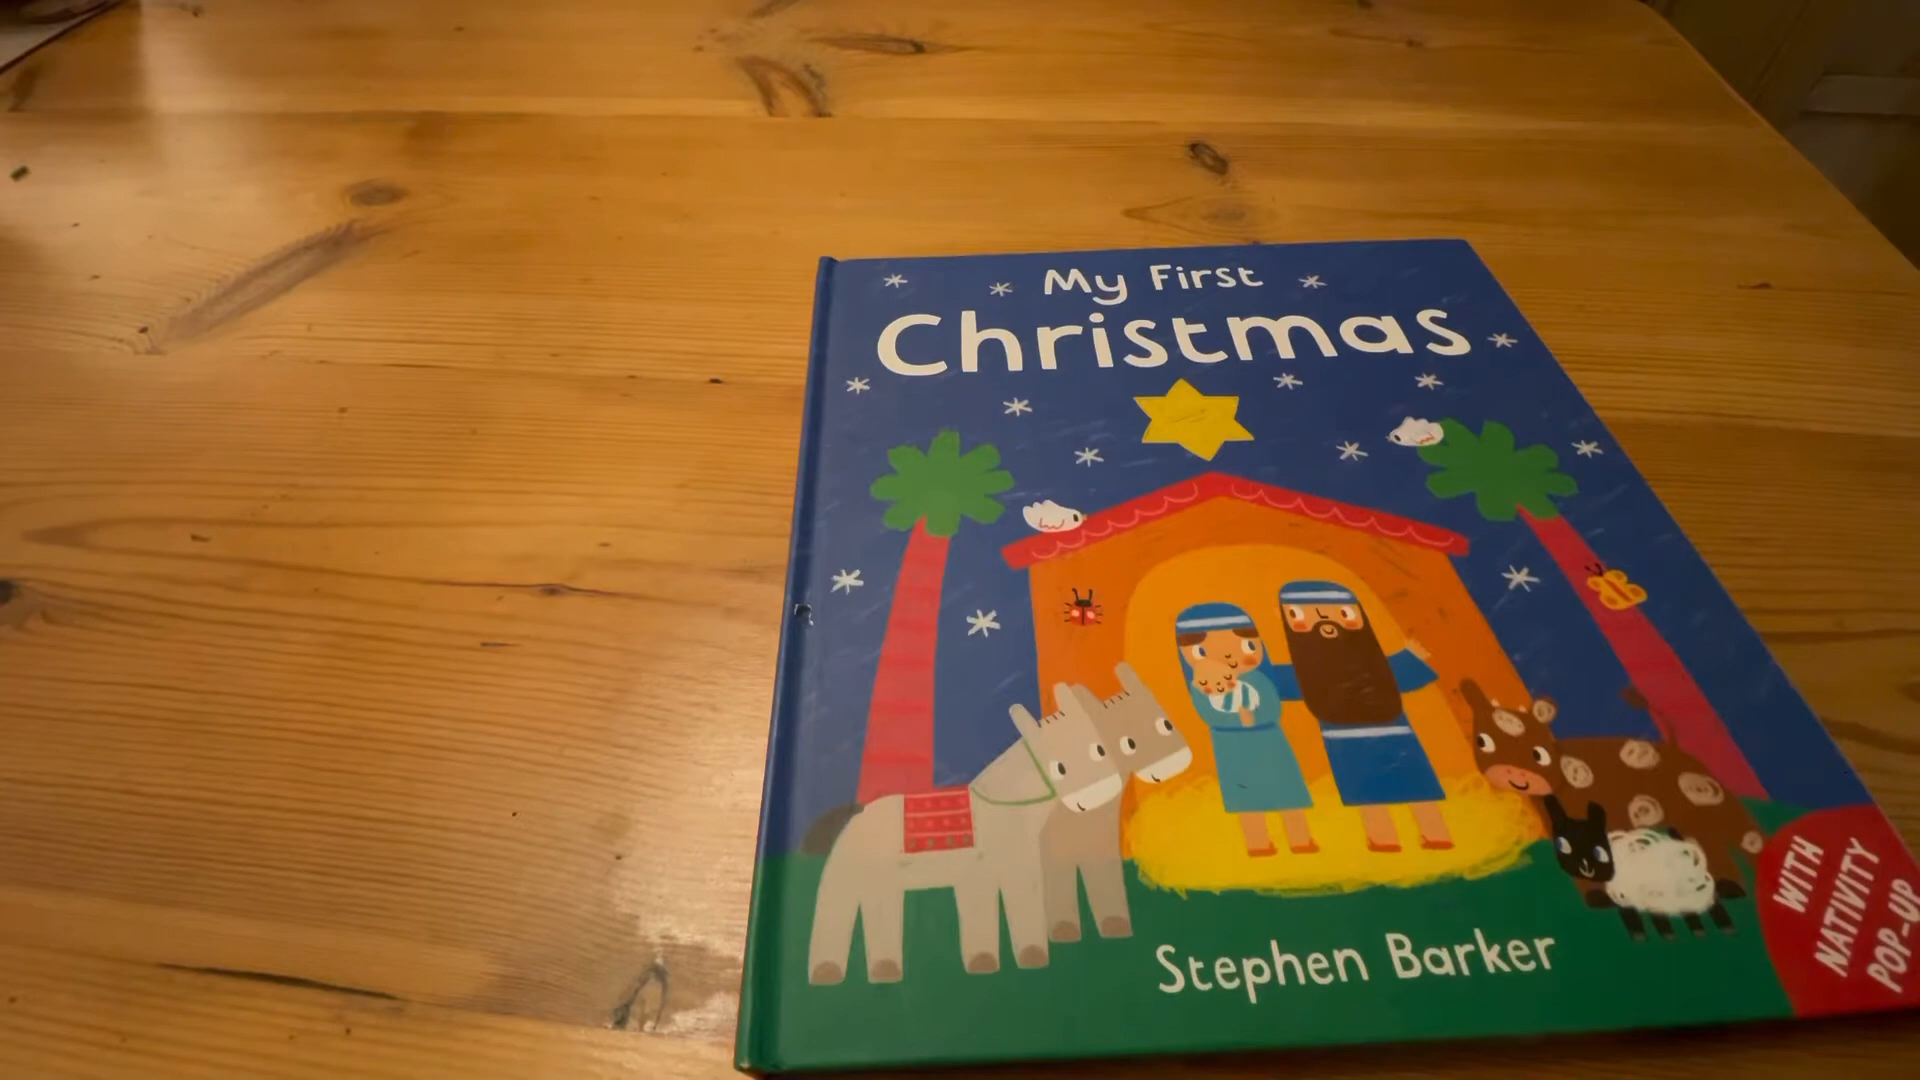 My First
Christmas
Stephen Barker
WITH
NATIVITY
POP-UP